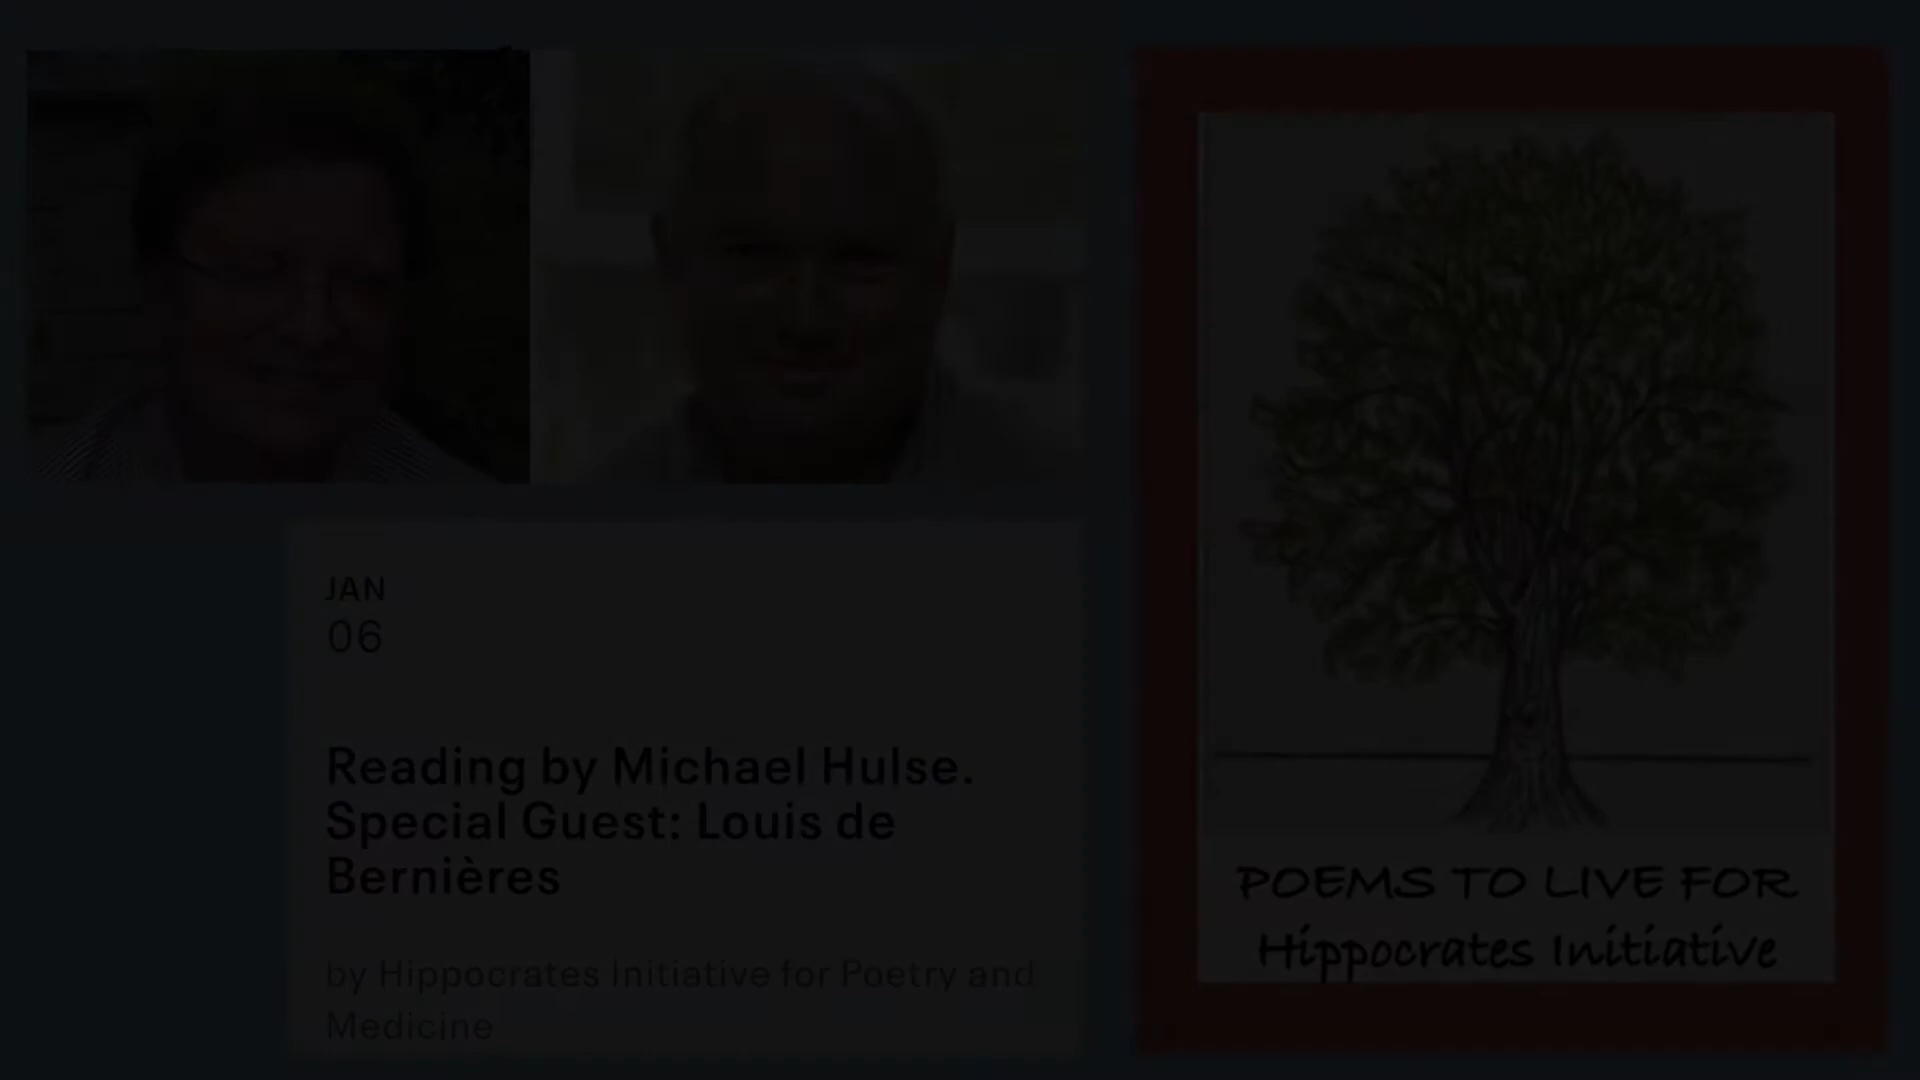 JAN
06
Reading by Michael Hulse.
Special Guest: Louis de
Bernières
by Hippocrates Initiative for Poetry and
Medicine
POEMS TO LIVE FOR
Hippocrates Initiative